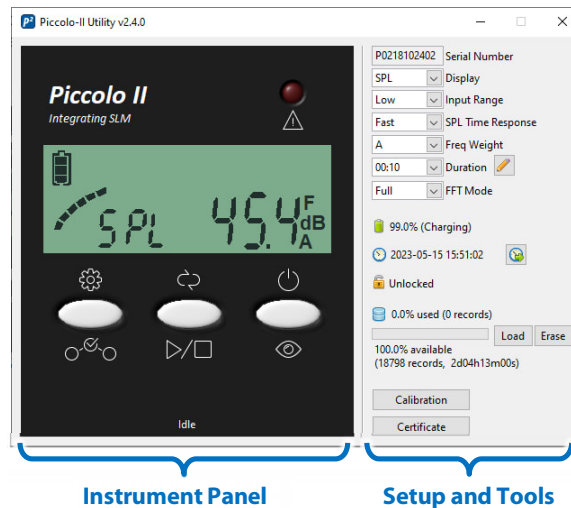 P² Piccolo-II Utility v2.4.0
Piccolo II
Integrating SLM
SPL 45.4 F dB A
Idle
P0218102402 Serial Number
SPL Display
Low Input Range
Fast SPL Time Response
A Freq Weight
00:10 Duration
Full FFT Mode
99.0% (Charging)
2023-05-15 15:51:02
Unlocked
0.0% used (0 records)
Load Erase
100.0% available
(18798 records, 2d04h13m00s)
Calibration
Certificate
Instrument Panel
Setup and Tools